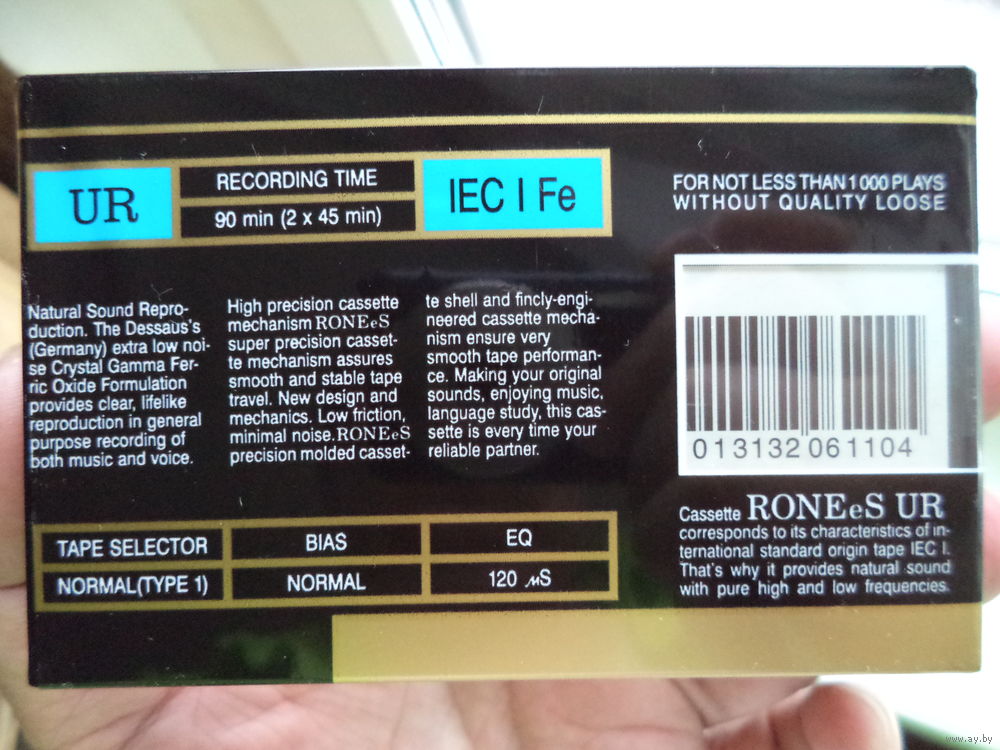 UR
RECORDING TIME
90 min (2 x 45 min)
IEC I Fe
FOR NOT LESS THAN 1000 PLAYS
WITHOUT QUALITY LOOSE
Natural Sound Repro-
duction. The Dessaus's
(Germany) extra low noi-
se Crystal Gamma Fer-
ric Oxide Formulation
provides clear, lifelike
reproduction in general
purpose recording of
both music and voice.
High precision cassette
mechanism RONEeS
super precision casset-
te mechanism assures
smooth and stable tape
travel. New design and
mechanics. Low friction,
minimal noise.RONEeS
precision molded casset-
te shell and fincly-engi-
neered cassette mecha-
nism ensure very
smooth tape performan-
ce. Making your original
sounds, enjoying music,
language study, this cas-
sette is every time your
reliable partner.
013132061104
Cassette RONEeS UR
corresponds to its characteristics of in-
ternational standard origin tape IEC I.
That's why it provides natural sound
with pure high and low frequencies.
TAPE SELECTOR
BIAS
EQ
NORMAL(TYPE 1)
NORMAL
120 μS
www.ay.by